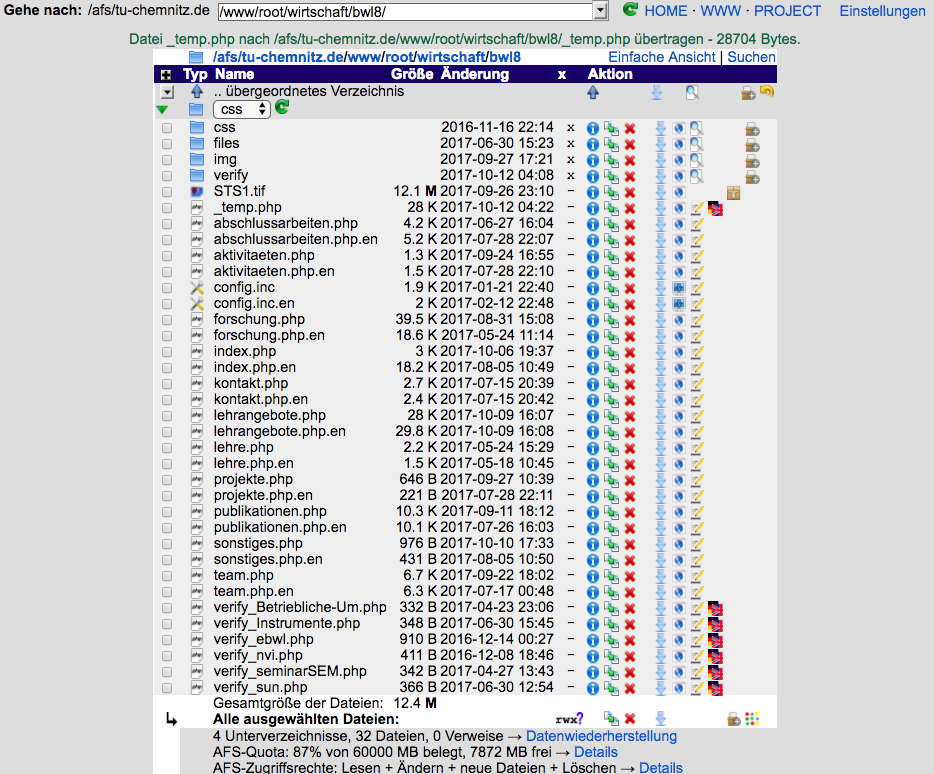 Gehe nach: /afs/tu-chemnitz.de /www/root/wirtschaft/bwl8/ HOME · WWW · PROJECT Einstellungen
Datei _temp.php nach /afs/tu-chemnitz.de/www/root/wirtschaft/bwl8/_temp.php übertragen - 28704 Bytes.
/afs/tu-chemnitz.de/www/root/wirtschaft/bwl8 Einfache Ansicht | Suchen
Typ Name Größe Änderung x Aktion
.. übergeordnetes Verzeichnis
css
css 2016-11-16 22:14 x
files 2017-06-30 15:23 x
img 2017-09-27 17:21 x
verify 2017-10-12 04:08 x
STS1.tif 12.1 M 2017-09-26 23:10 -
_temp.php 28 K 2017-10-12 04:22 -
abschlussarbeiten.php 4.2 K 2017-06-27 16:04 -
abschlussarbeiten.php.en 5.2 K 2017-07-28 22:07 -
aktivitaeten.php 1.3 K 2017-09-24 16:55 -
aktivitaeten.php.en 1.5 K 2017-07-28 22:10 -
config.inc 1.9 K 2017-01-21 22:40 -
config.inc.en 2 K 2017-02-12 22:48 -
forschung.php 39.5 K 2017-08-31 15:08 -
forschung.php.en 18.6 K 2017-05-24 11:14 -
index.php 3 K 2017-10-06 19:37 -
index.php.en 18.2 K 2017-08-05 10:49 -
kontakt.php 2.7 K 2017-07-15 20:39 -
kontakt.php.en 2.4 K 2017-07-15 20:42 -
lehrangebote.php 28 K 2017-10-09 16:07 -
lehrangebote.php.en 29.8 K 2017-10-09 16:08 -
lehre.php 2.2 K 2017-05-24 15:29 -
lehre.php.en 1.5 K 2017-05-18 10:45 -
projekte.php 646 B 2017-09-27 10:39 -
projekte.php.en 221 B 2017-07-28 22:11 -
publikationen.php 10.3 K 2017-09-11 18:12 -
publikationen.php.en 10.1 K 2017-07-26 16:03 -
sonstiges.php 976 B 2017-10-10 17:33 -
sonstiges.php.en 431 B 2017-08-05 10:50 -
team.php 6.7 K 2017-09-22 18:02 -
team.php.en 6.3 K 2017-07-17 00:48 -
verify_Betriebliche-Um.php 332 B 2017-04-23 23:06 -
verify_Instrumente.php 348 B 2017-06-30 15:45 -
verify_ebwl.php 910 B 2016-12-14 00:27 -
verify_nvi.php 411 B 2016-12-08 18:46 -
verify_seminarSEM.php 342 B 2017-04-27 13:43 -
verify_sun.php 366 B 2017-06-30 12:54 -
Gesamtgröße der Dateien: 12.4 M
Alle ausgewählten Dateien: rwx?
4 Unterverzeichnisse, 32 Dateien, 0 Verweise → Datenwiederherstellung
AFS-Quota: 87% von 60000 MB belegt, 7872 MB frei → Details
AFS-Zugriffsrechte: Lesen + Ändern + neue Dateien + Löschen → Details